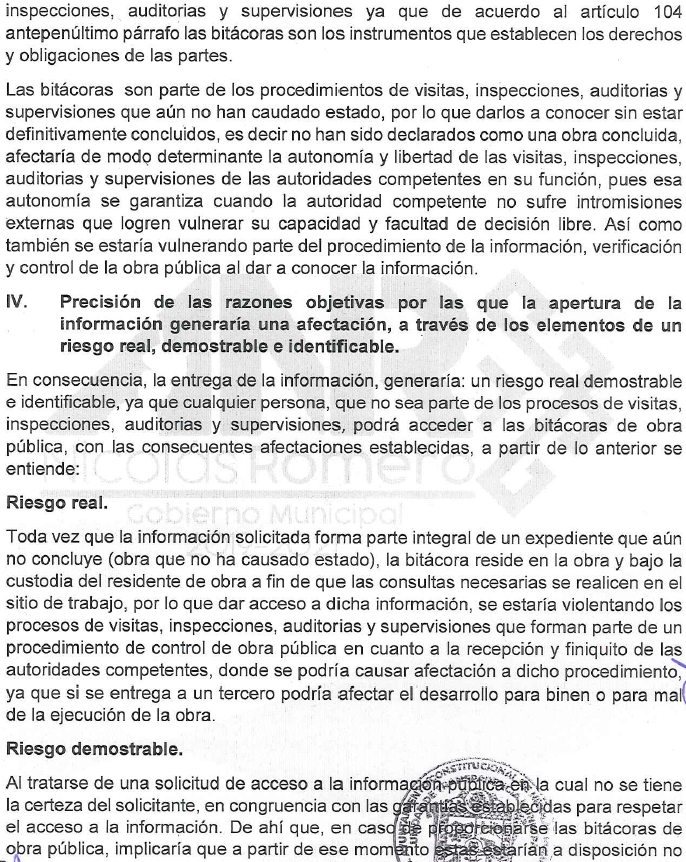 inspecciones, auditorias y supervisiones ya que de acuerdo al artículo 104
antepenúltimo párrafo las bitácoras son los instrumentos que establecen los derechos
y obligaciones de las partes.
Las bitácoras son parte de los procedimientos de visitas, inspecciones, auditorias y
supervisiones que aún no han caudado estado, por lo que darlos a conocer sin estar
definitivamente concluidos, es decir no han sido declarados como una obra concluida,
afectaría de modo determinante la autonomía y libertad de las visitas, inspecciones,
auditorias y supervisiones de las autoridades competentes en su función, pues esa
autonomía se garantiza cuando la autoridad competente no sufre intromisiones
externas que logren vulnerar su capacidad y facultad de decisión libre. Así como
también se estaría vulnerando parte del procedimiento de la información, verificación
y control de la obra pública al dar a conocer la información.
IV. Precisión de las razones objetivas por las que la apertura de la
información generaría una afectación, a través de los elementos de un
riesgo real, demostrable e identificable.
En consecuencia, la entrega de la información, generaría: un riesgo real demostrable
e identificable, ya que cualquier persona, que no sea parte de los procesos de visitas,
inspecciones, auditorias y supervisiones, podrá acceder a las bitácoras de obra
pública, con las consecuentes afectaciones establecidas, a partir de lo anterior se
entiende:
Nicolás Romero
Riesgo real.
Gobierno Municipal
2019-2021
Toda vez que la información solicitada forma parte integral de un expediente que aún
no concluye (obra que no ha causado estado), la bitácora reside en la obra y bajo la
custodia del residente de obra a fin de que las consultas necesarias se realicen en el
sitio de trabajo, por lo que dar acceso a dicha información, se estaría violentando los
procesos de visitas, inspecciones, auditorias y supervisiones que forman parte de un
procedimiento de control de obra pública en cuanto a la recepción y finiquito de las
autoridades competentes, donde se podría causar afectación a dicho procedimiento,
ya que si se entrega a un tercero podría afectar el desarrollo para binen o para mal
de la ejecución de la obra.
Riesgo demostrable.
Al tratarse de una solicitud de acceso a la información pública en la cual no se tiene
la certeza del solicitante, en congruencia con las garantías establecidas para respetar
el acceso a la información. De ahí que, en caso de proporcionarse las bitácoras de
obra pública, implicaría que a partir de ese momento estas estarían a disposición no